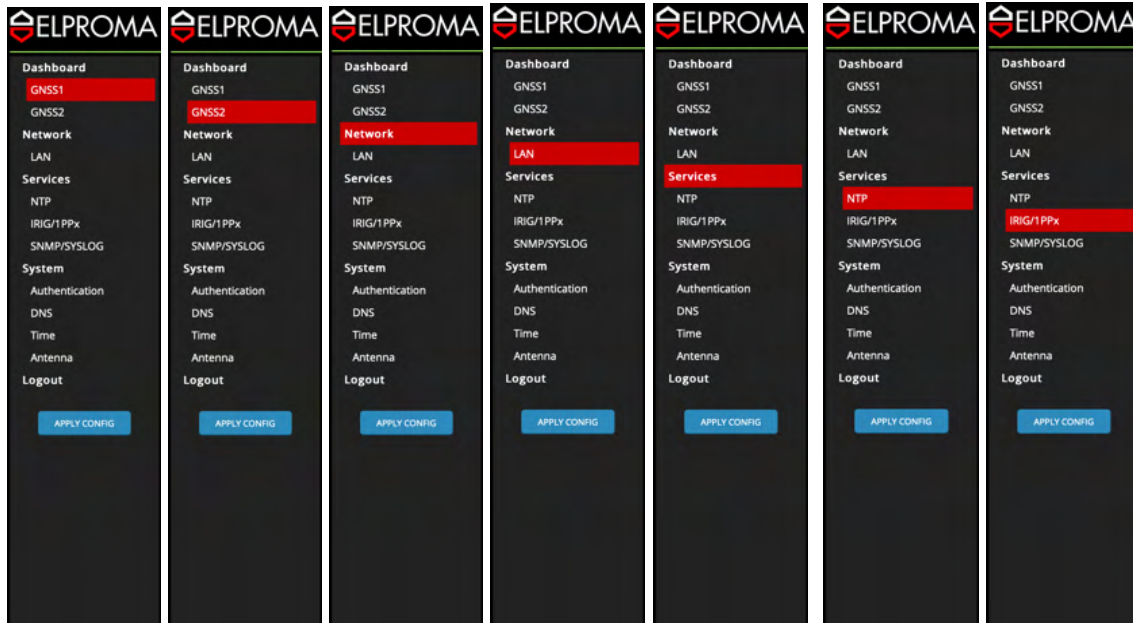 ELPROMA
Dashboard
GNSS1
GNSS2
Network
LAN
Services
NTP
IRIG/1PPx
SNMP/SYSLOG
System
Authentication
DNS
Time
Antenna
Logout
APPLY CONFIG
ELPROMA
Dashboard
GNSS1
GNSS2
Network
LAN
Services
NTP
IRIG/1PPx
SNMP/SYSLOG
System
Authentication
DNS
Time
Antenna
Logout
APPLY CONFIG
ELPROMA
Dashboard
GNSS1
GNSS2
Network
LAN
Services
NTP
IRIG/1PPx
SNMP/SYSLOG
System
Authentication
DNS
Time
Antenna
Logout
APPLY CONFIG
ELPROMA
Dashboard
GNSS1
GNSS2
Network
LAN
Services
NTP
IRIG/1PPx
SNMP/SYSLOG
System
Authentication
DNS
Time
Antenna
Logout
APPLY CONFIG
ELPROMA
Dashboard
GNSS1
GNSS2
Network
LAN
Services
NTP
IRIG/1PPx
SNMP/SYSLOG
System
Authentication
DNS
Time
Antenna
Logout
APPLY CONFIG
ELPROMA
Dashboard
GNSS1
GNSS2
Network
LAN
Services
NTP
IRIG/1PPx
SNMP/SYSLOG
System
Authentication
DNS
Time
Antenna
Logout
APPLY CONFIG
ELPROMA
Dashboard
GNSS1
GNSS2
Network
LAN
Services
NTP
IRIG/1PPx
SNMP/SYSLOG
System
Authentication
DNS
Time
Antenna
Logout
APPLY CONFIG